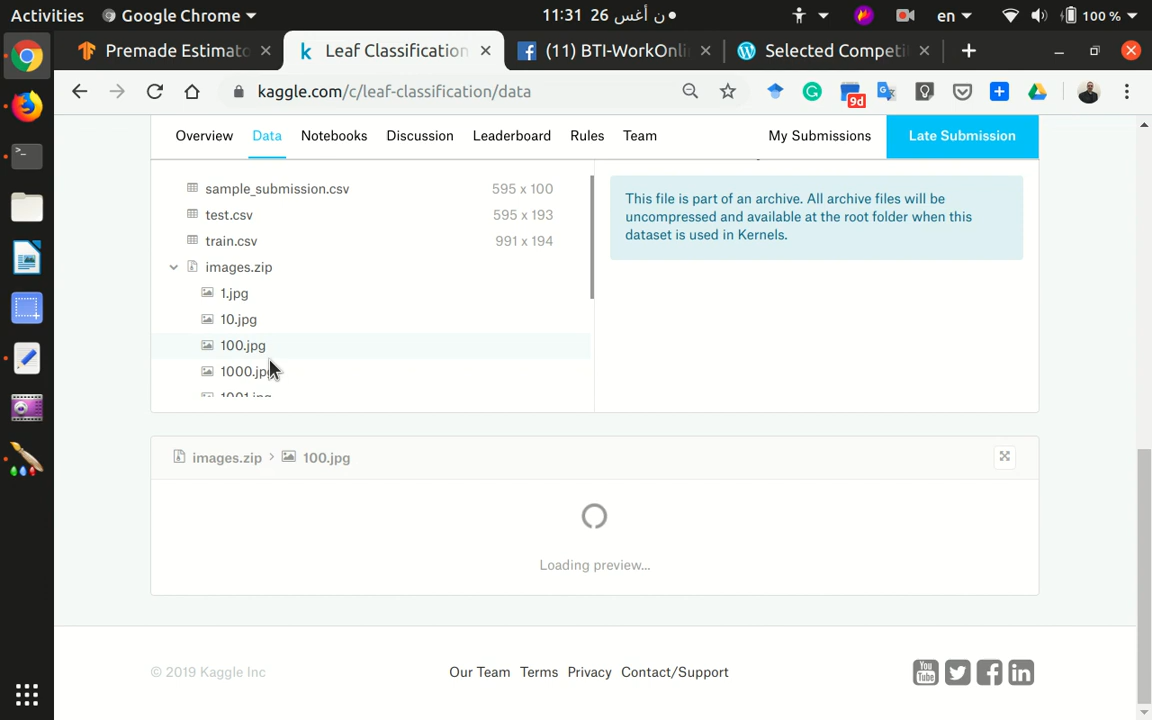 Activities Google Chrome ن أغس 26 11:31 en 100 %
Premade Estimato Leaf Classification (11) BTI-WorkOnli Selected Competi
kaggle.com/c/leaf-classification/data 9d
Overview Data Notebooks Discussion Leaderboard Rules Team My Submissions Late Submission
sample_submission.csv 595 x 100
test.csv 595 x 193
train.csv 991 x 194
images.zip
1.jpg
10.jpg
100.jpg
1000.jpg
1001.jpg
This file is part of an archive. All archive files will be
uncompressed and available at the root folder when this
dataset is used in Kernels.
images.zip > 100.jpg
Loading preview...
© 2019 Kaggle Inc Our Team Terms Privacy Contact/Support